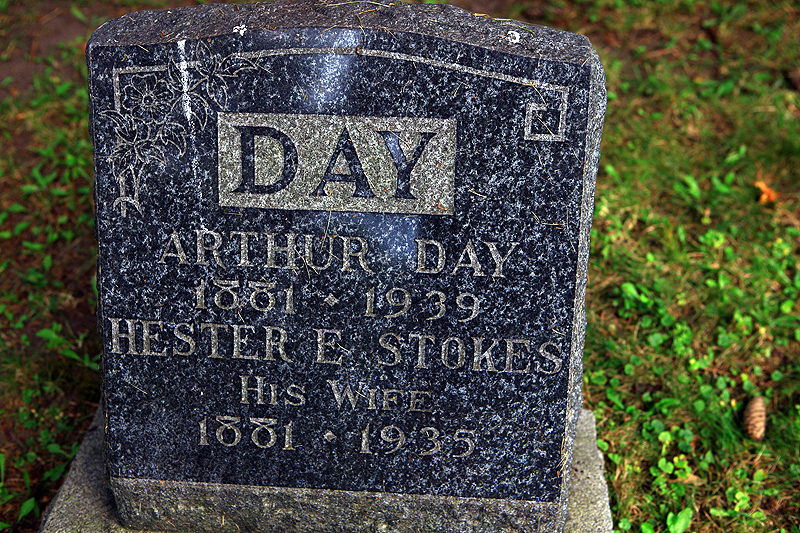 DAY
ARTHUR DAY
1881 · 1939
HESTER E STOKES
HIS WIFE
1881 · 1935